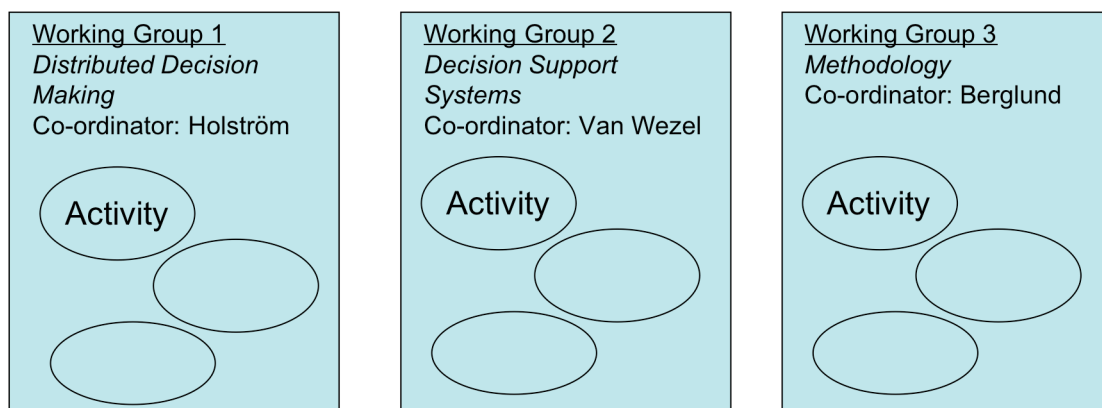 Working Group 1
Distributed Decision
Making
Co-ordinator: Holström
Activity
Working Group 2
Decision Support
Systems
Co-ordinator: Van Wezel
Activity
Working Group 3
Methodology
Co-ordinator: Berglund
Activity